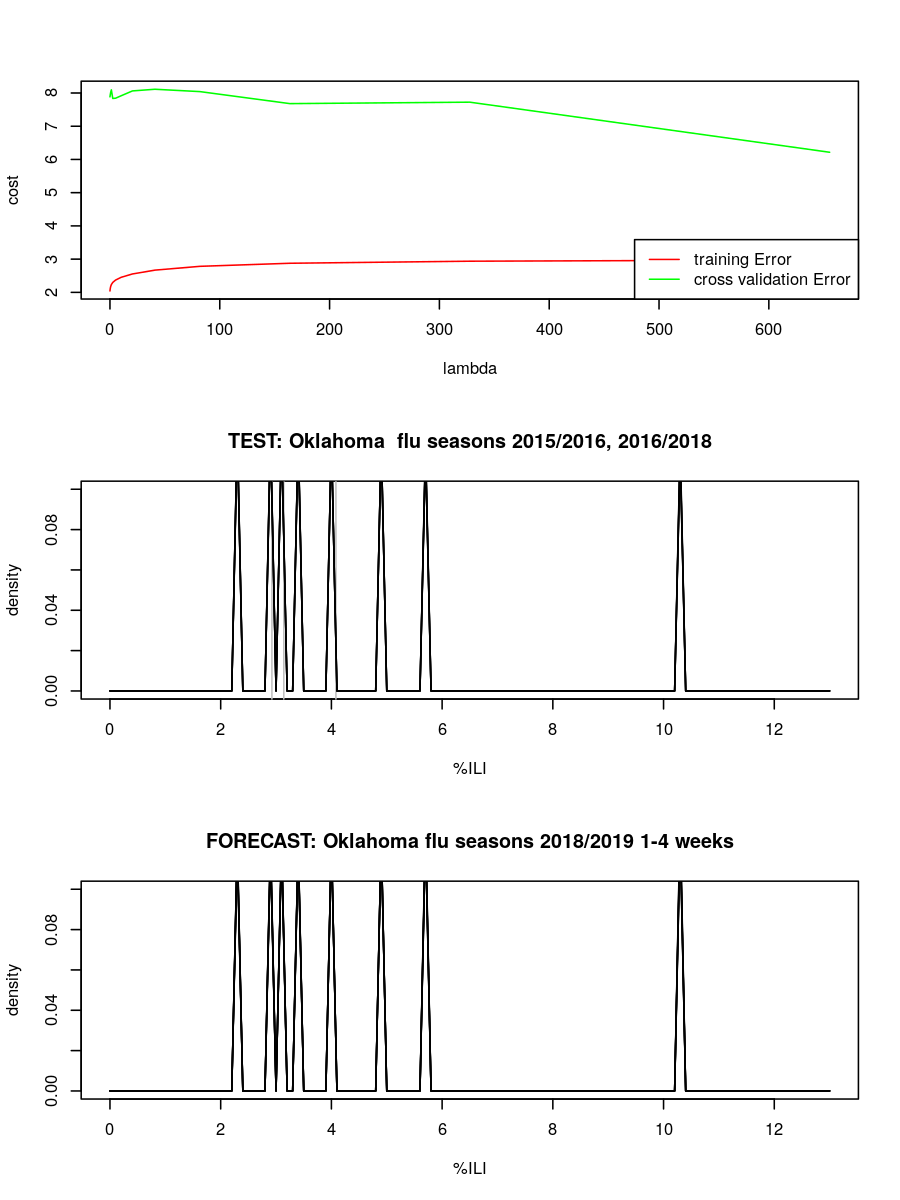 8
7
6
5
4
3
2
cost
training Error
cross validation Error
0 100 200 300 400 500 600
lambda
TEST: Oklahoma  flu seasons 2015/2016, 2016/2018
0.08
0.04
0.00
density
0 2 4 6 8 10 12
%ILI
FORECAST: Oklahoma flu seasons 2018/2019 1-4 weeks
0.08
0.04
0.00
density
0 2 4 6 8 10 12
%ILI